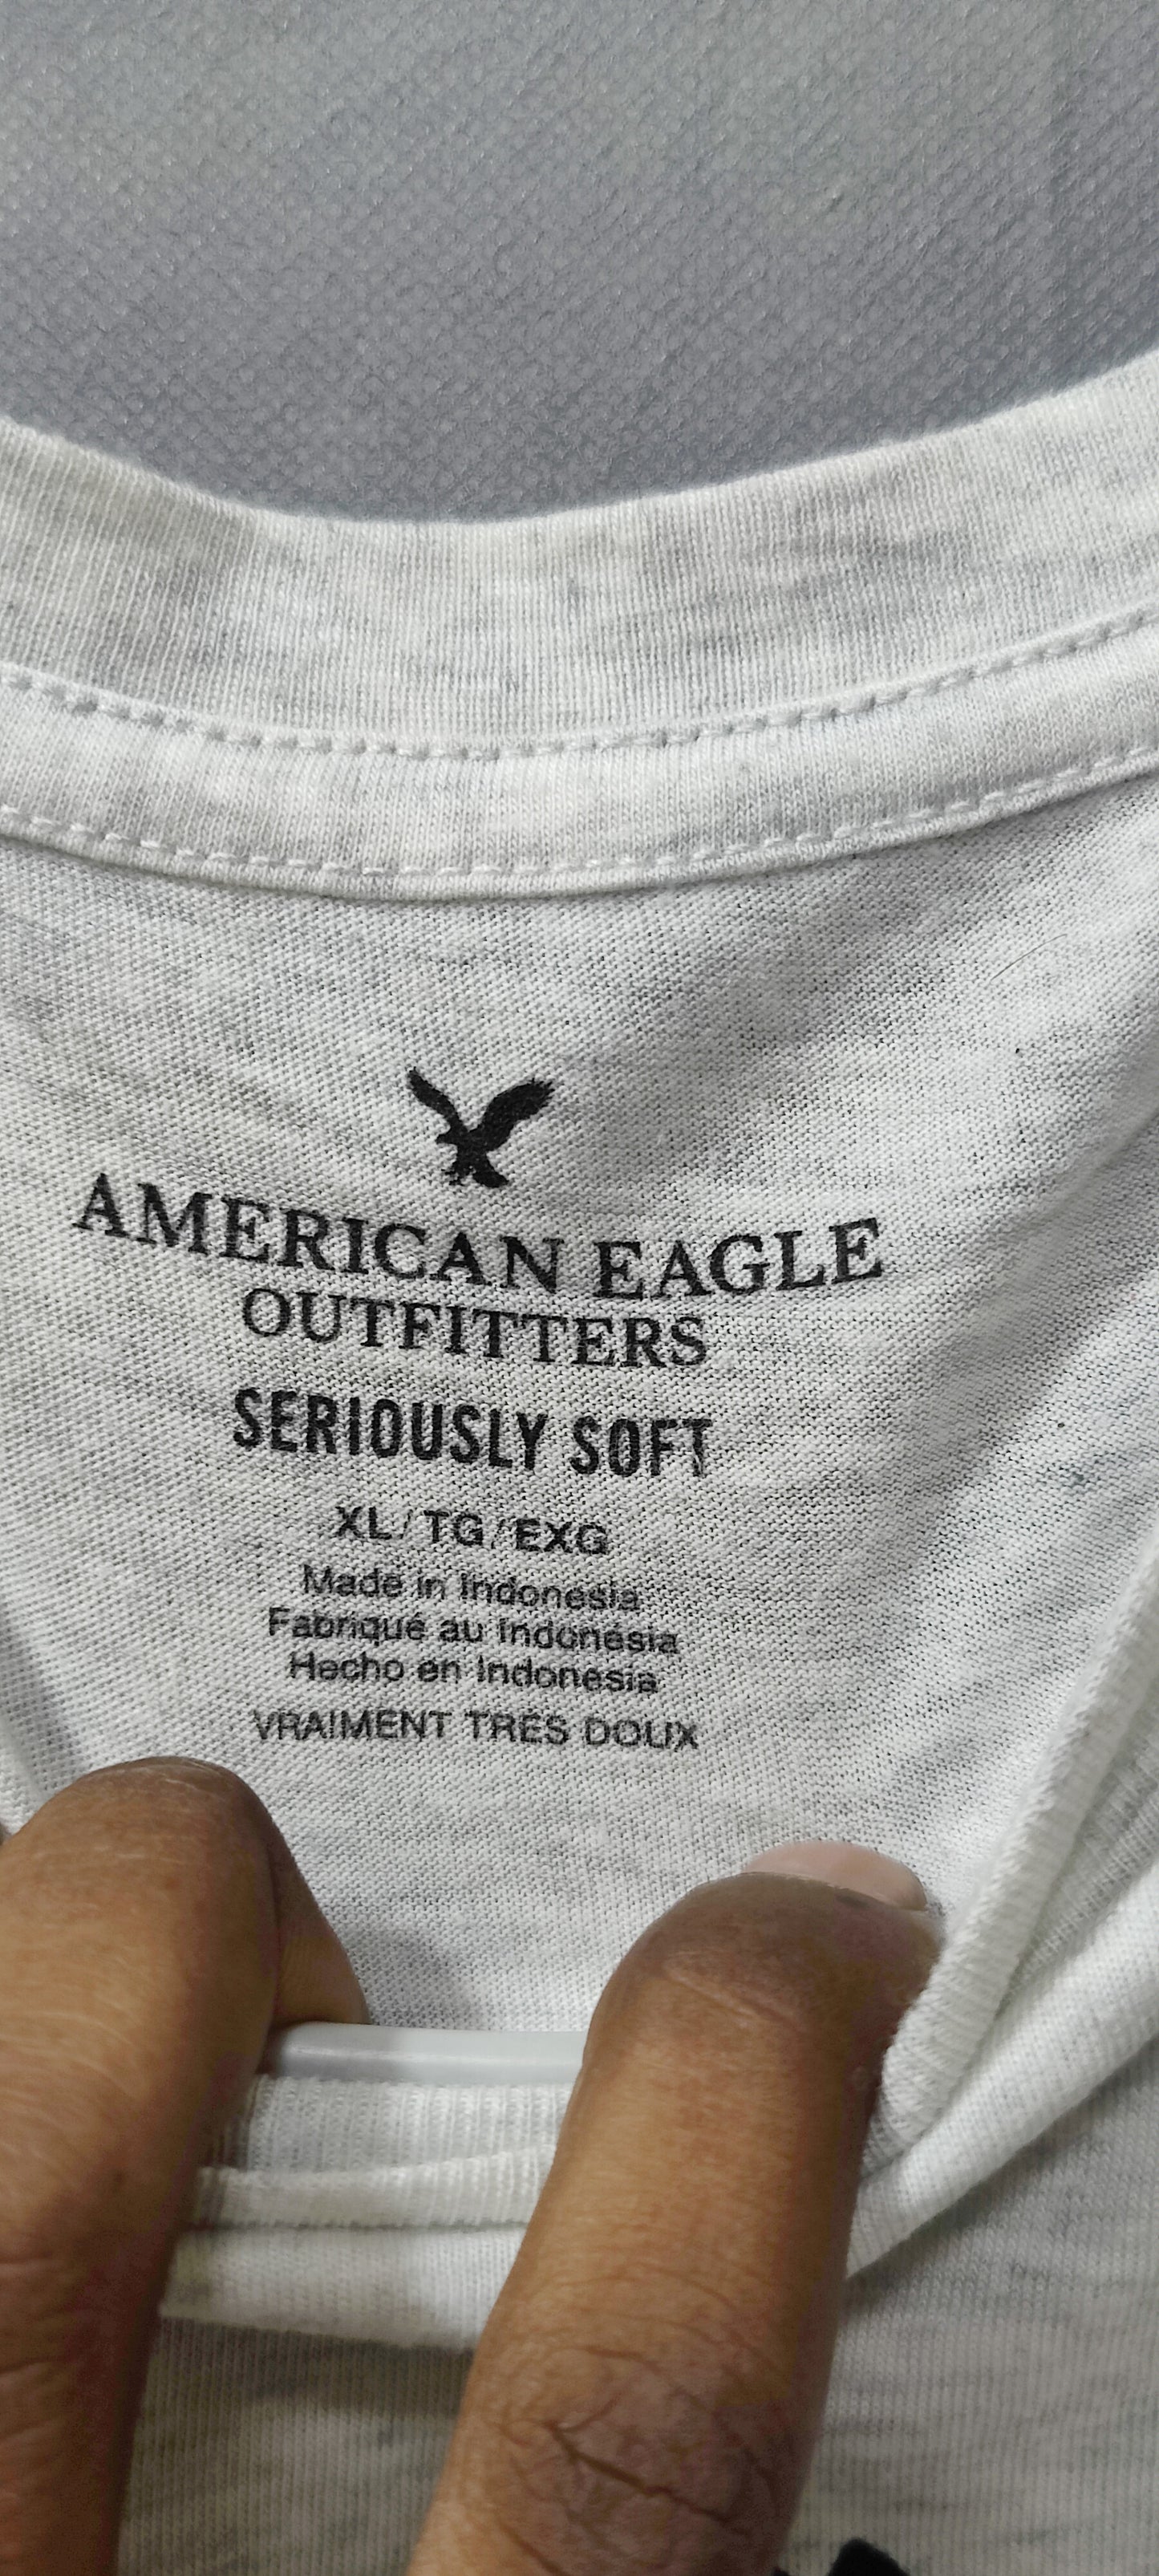 AMERICAN EAGLE
OUTFITTERS
SERIOUSLY SOFT
XL/TG/EXG
Made in Indonesia
Fabriqué au Indonésia
Hecho en Indonesia
VRAIMENT TRÉS DOUX